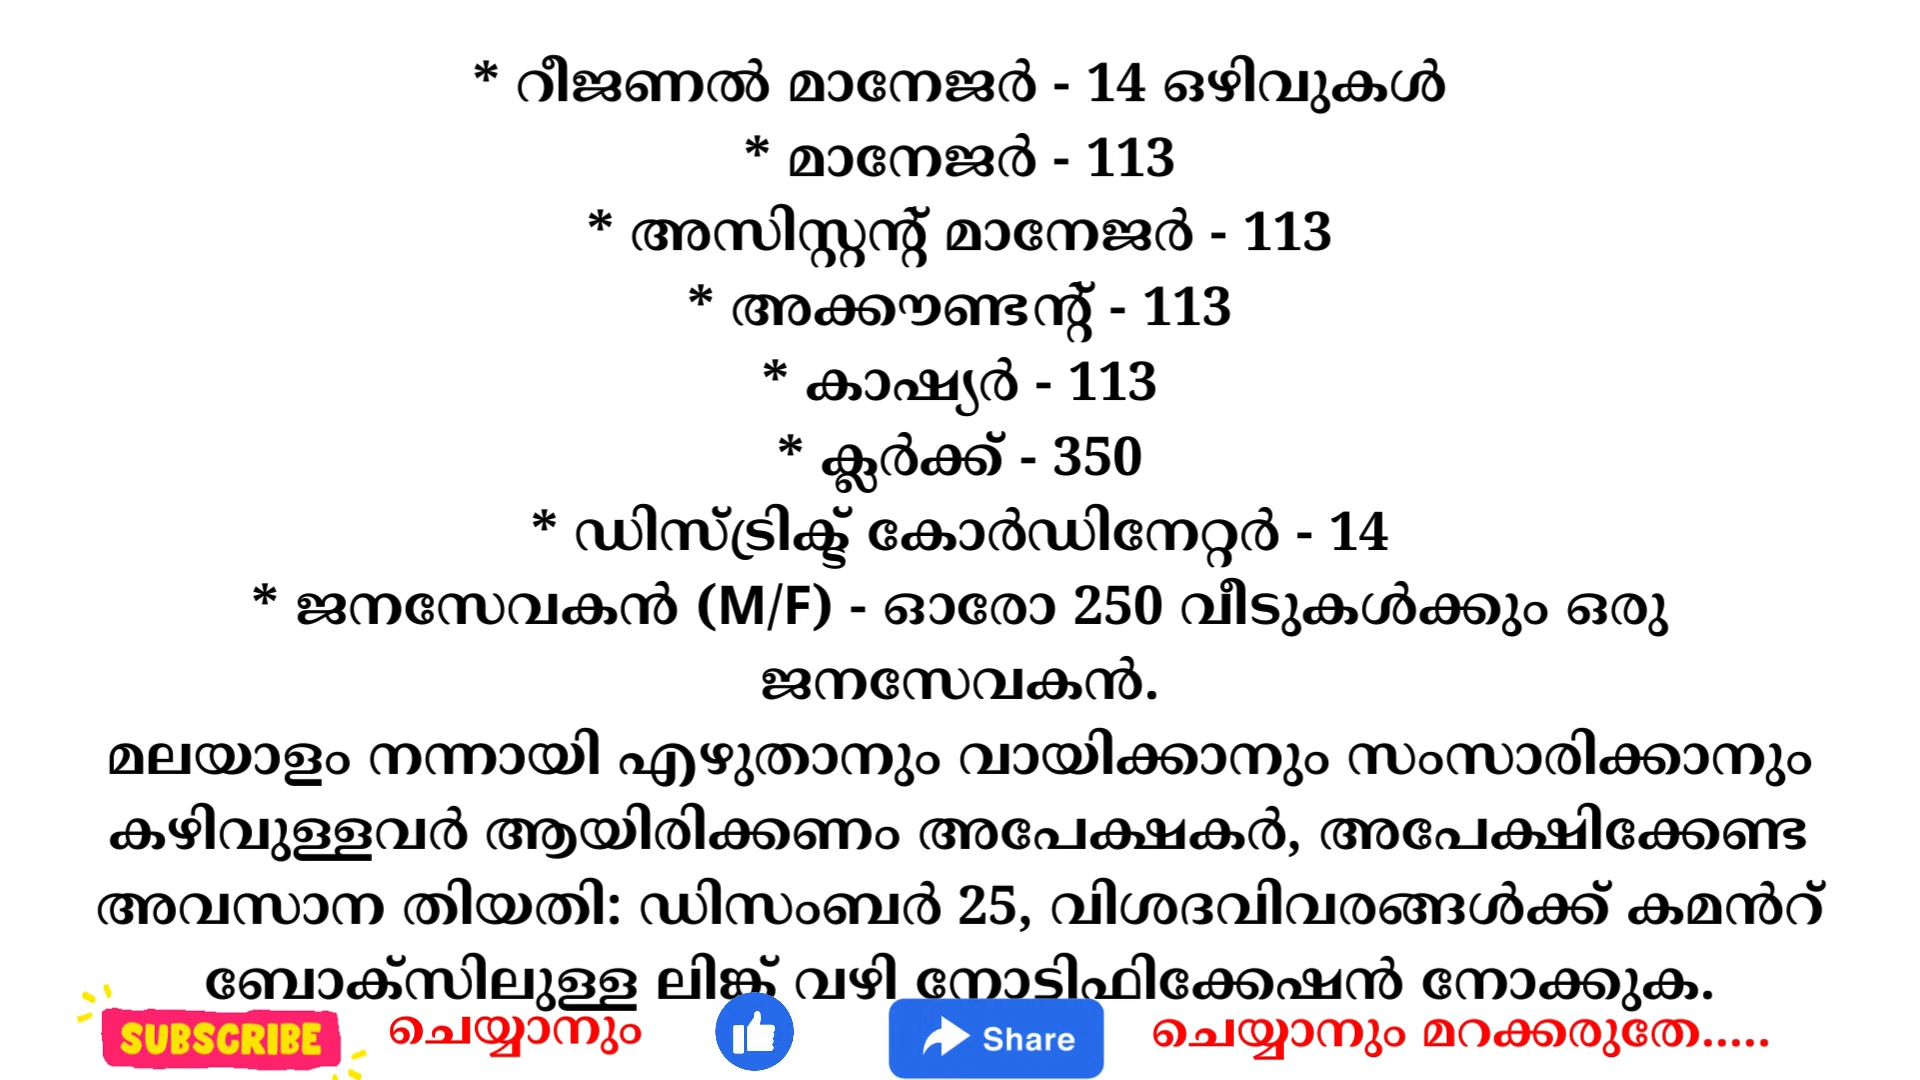 * റീജണൽ മാനേജർ - 14 ഒഴിവുകൾ
* മാനേജർ - 113
* അസിസ്റ്റന്റ് മാനേജർ - 113
* അക്കൗണ്ടന്റ് - 113
* കാഷ്യർ - 113
* ക്ലർക്ക് - 350
* ഡിസ്ട്രിക്ട് കോർഡിനേറ്റർ - 14
* ജനസേവകൻ (M/F) - ഓരോ 250 വീടുകൾക്കും ഒരു
ജനസേവകൻ.
മലയാളം നന്നായി എഴുതാനും വായിക്കാനും സംസാരിക്കാനും
കഴിവുള്ളവർ ആയിരിക്കണം അപേക്ഷകർ, അപേക്ഷിക്കേണ്ട
അവസാന തിയതി: ഡിസംബർ 25, വിശദവിവരങ്ങൾക്ക് കമൻറ്
ബോക്സിലുള്ള ലിങ്ക് വഴി നോട്ടിഫിക്കേഷൻ നോക്കുക.
SUBSCRIBE ചെയ്യാനും Share ചെയ്യാനും മറക്കരുതേ.....